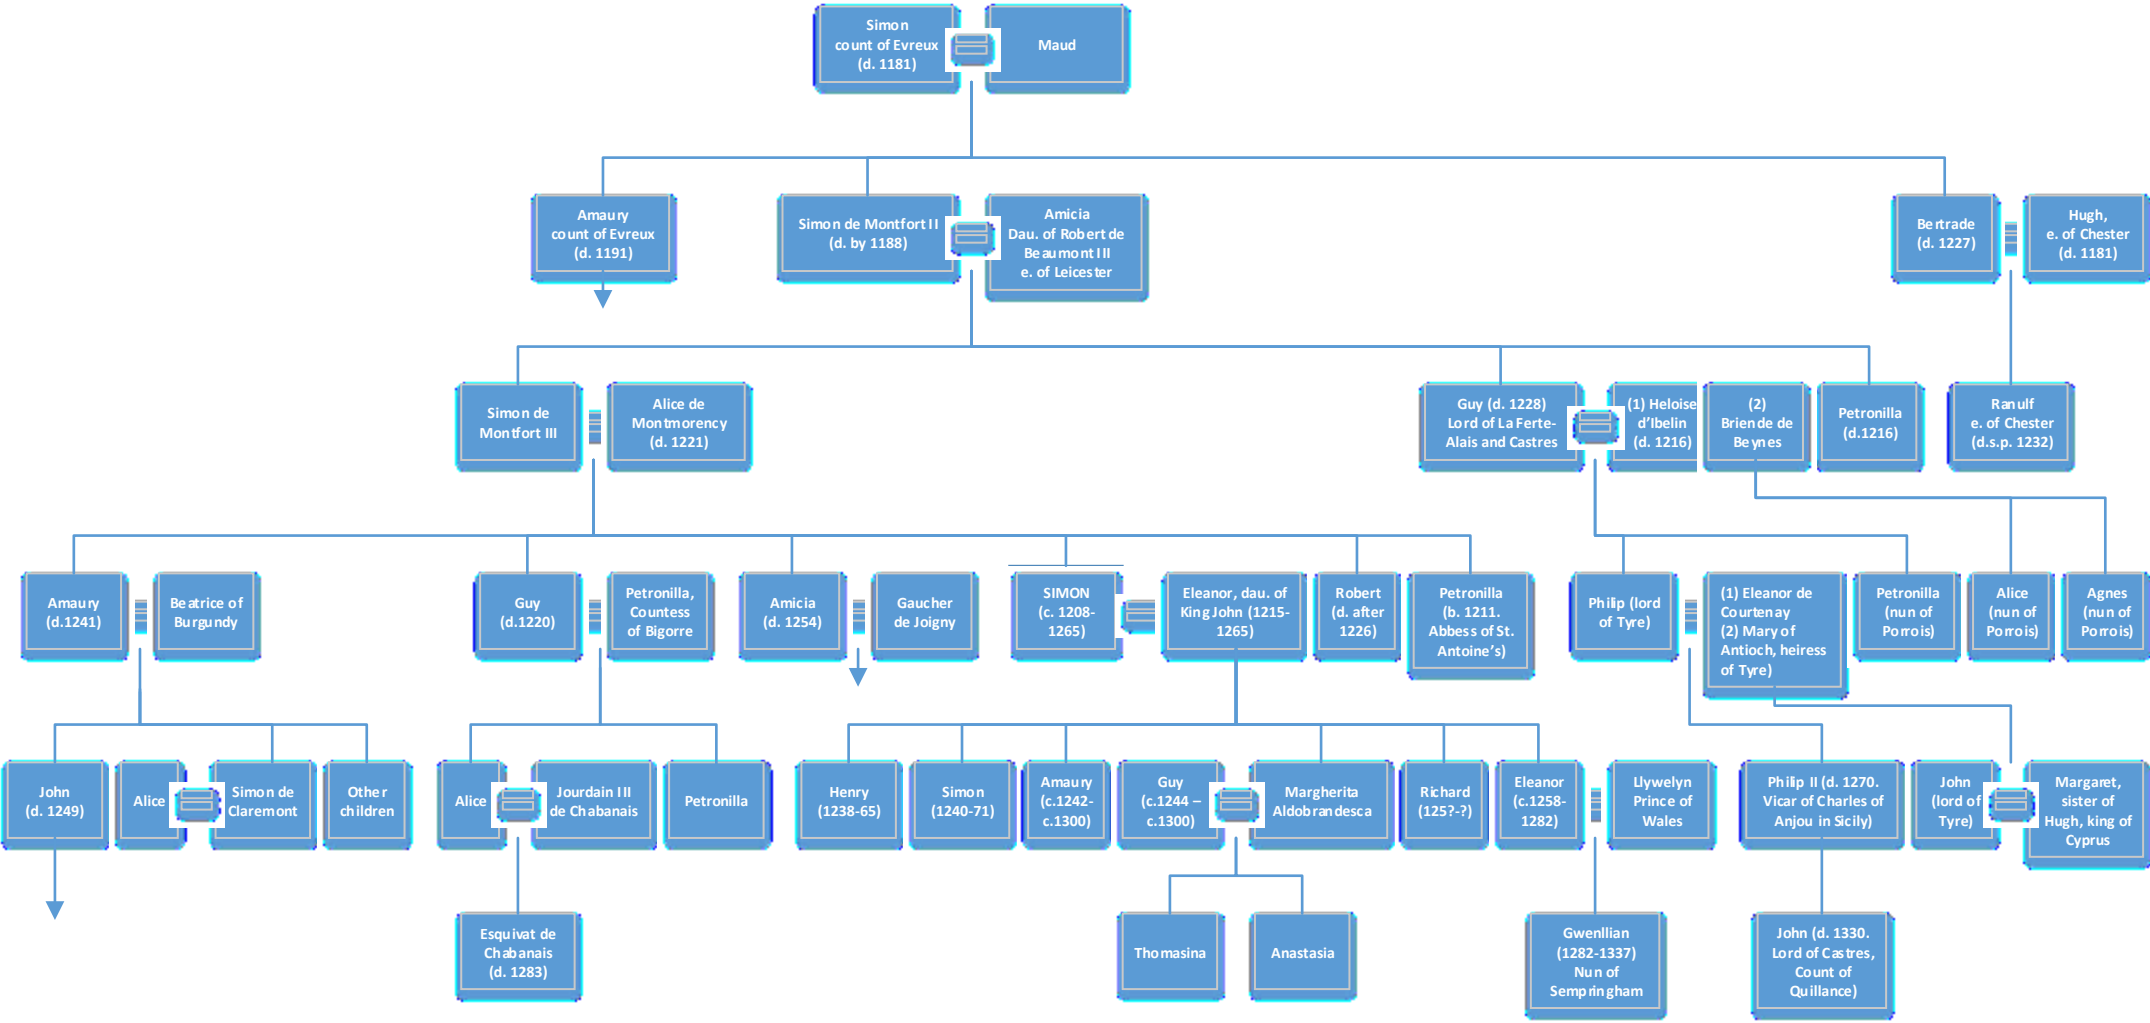 Simon
count of Evreux
(d. 1181)
Maud
Amaury
count of Evreux
(d. 1191)
Simon de Montfort II
(d. by 1188)
Amicia
Dau. of Robert de
Beaumont III
e. of Leicester
Bertrade
(d. 1227)
Hugh,
e. of Chester
(d. 1181)
Simon de
Montfort III
Alice de
Montmorency
(d. 1221)
Guy (d. 1228)
Lord of La Ferte-
Alais and Castres
(1) Heloise
d’Ibelin
(d. 1216)
(2)
Briende de
Beynes
Petronilla
(d.1216)
Ranulf
e. of Chester
(d.s.p. 1232)
Amaury
(d.1241)
Beatrice of
Burgundy
Guy
(d.1220)
Petronilla,
Countess
of Bigorre
Amicia
(d. 1254)
Gaucher
de Joigny
SIMON
(c. 1208-
1265)
Eleanor, dau. of
King John (1215-
1265)
Robert
(d. after
1226)
Petronilla
(b. 1211.
Abbess of St.
Antoine’s)
Philip (lord
of Tyre)
(1) Eleanor de
Courtenay
(2) Mary of
Antioch, heiress
of Tyre)
Petronilla
(nun of
Porrois)
Alice
(nun of
Porrois)
Agnes
(nun of
Porrois)
John
(d. 1249)
Alice
Simon de
Claremont
Other
children
Alice
Jourdain III
de Chabanais
Petronilla
Henry
(1238-65)
Simon
(1240-71)
Amaury
(c.1242-
c.1300)
Guy
(c.1244 –
c.1300)
Margherita
Aldobrandesca
Richard
(125?-?)
Eleanor
(c.1258-
1282)
Llywelyn
Prince of
Wales
Philip II (d. 1270.
Vicar of Charles of
Anjou in Sicily)
John
(lord of
Tyre)
Margaret,
sister of
Hugh, king of
Cyprus
Esquivat de
Chabanais
(d. 1283)
Thomasina
Anastasia
Gwenllian
(1282-1337)
Nun of
Sempringham
John (d. 1330.
Lord of Castres,
Count of
Quillance)